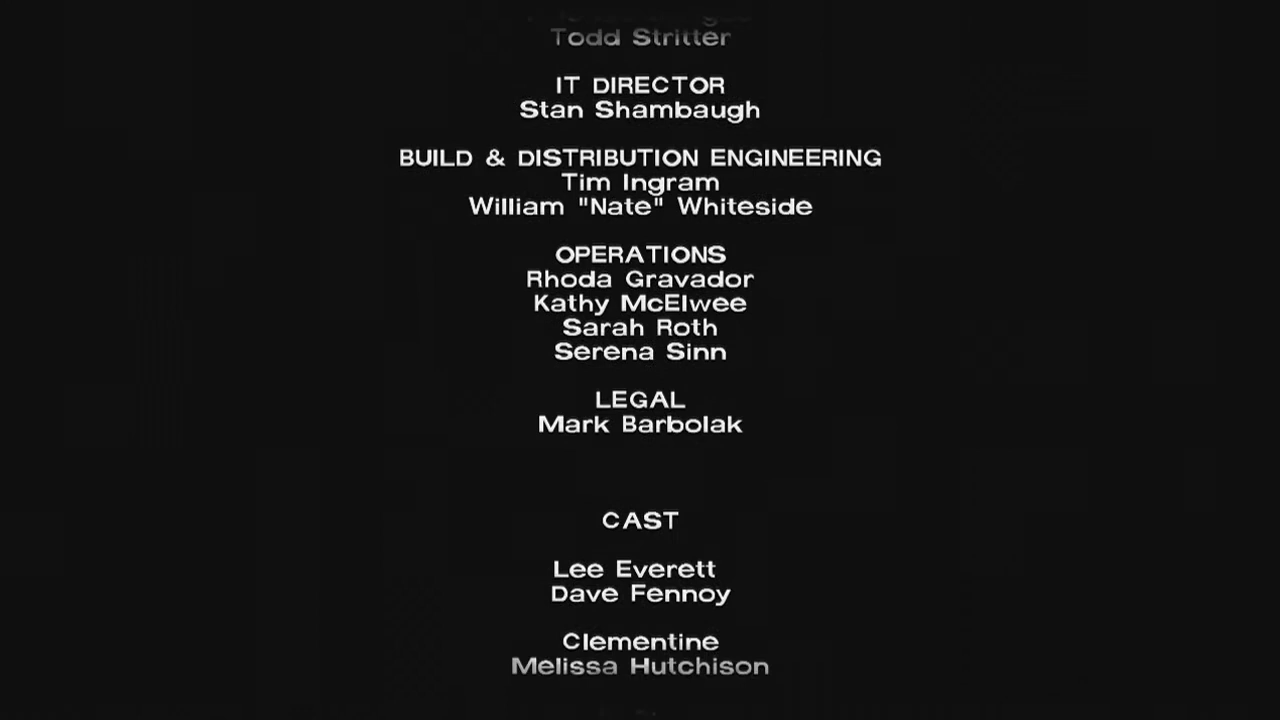 Todd Stritter
IT DIRECTOR
Stan Shambaugh
BUILD & DISTRIBUTION ENGINEERING
Tim Ingram
William "Nate" Whiteside
OPERATIONS
Rhoda Gravador
Kathy McElwee
Sarah Roth
Serena Sinn
LEGAL
Mark Barbolak
CAST
Lee Everett
Dave Fennoy
Clementine
Melissa Hutchison